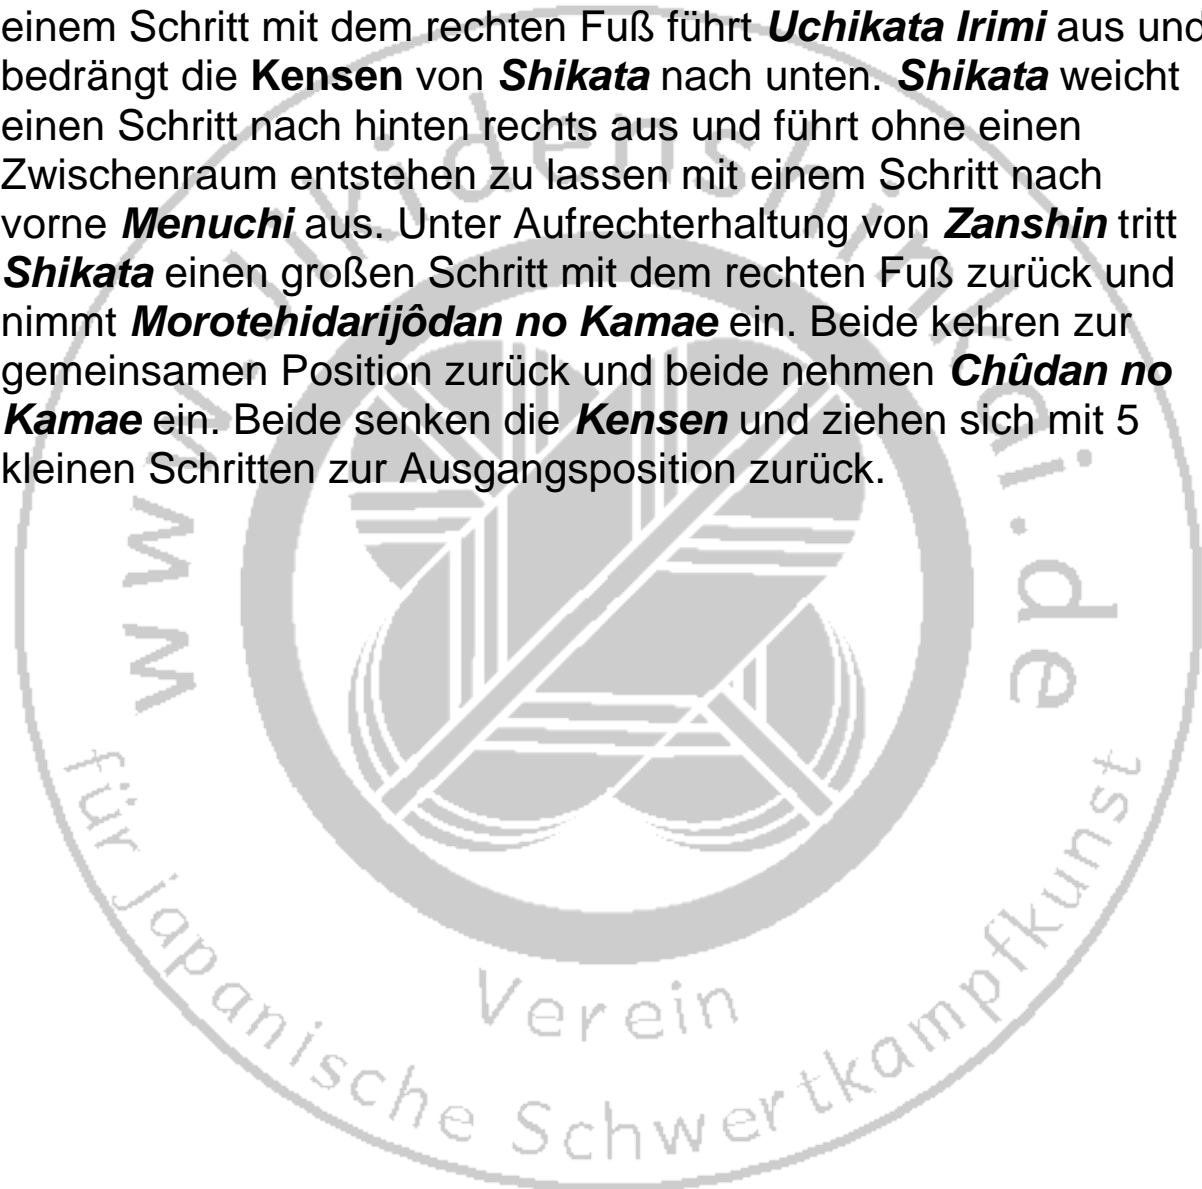 einem Schritt mit dem rechten Fuß führt Uchikata Irimi aus und
bedrängt die Kensen von Shikata nach unten. Shikata weicht
einen Schritt nach hinten rechts aus und führt ohne einen
Zwischenraum entstehen zu lassen mit einem Schritt nach
vorne Menuchi aus. Unter Aufrechterhaltung von Zanshin tritt
Shikata einen großen Schritt mit dem rechten Fuß zurück und
nimmt Morotehidarijôdan no Kamae ein. Beide kehren zur
gemeinsamen Position zurück und beide nehmen Chûdan no
Kamae ein. Beide senken die Kensen und ziehen sich mit 5
kleinen Schritten zur Ausgangsposition zurück.
www.Jikidenshinkai.de
Verein
für japanische Schwertkampfkunst